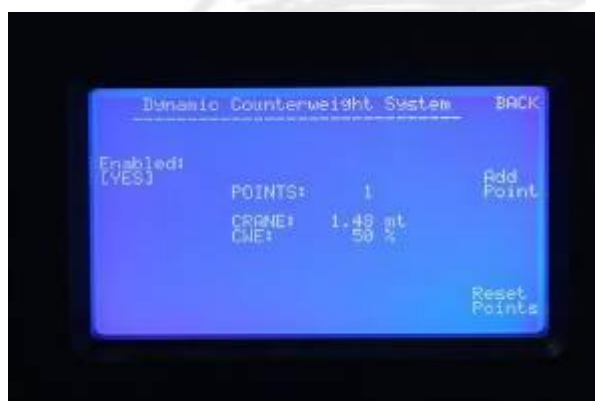 Dynamic Counterweight System BACK
Enabled:
[YES]
Add
Point
POINTS: 1
CRANE: 1.48 mt
CWE: 50 %
Reset
Points